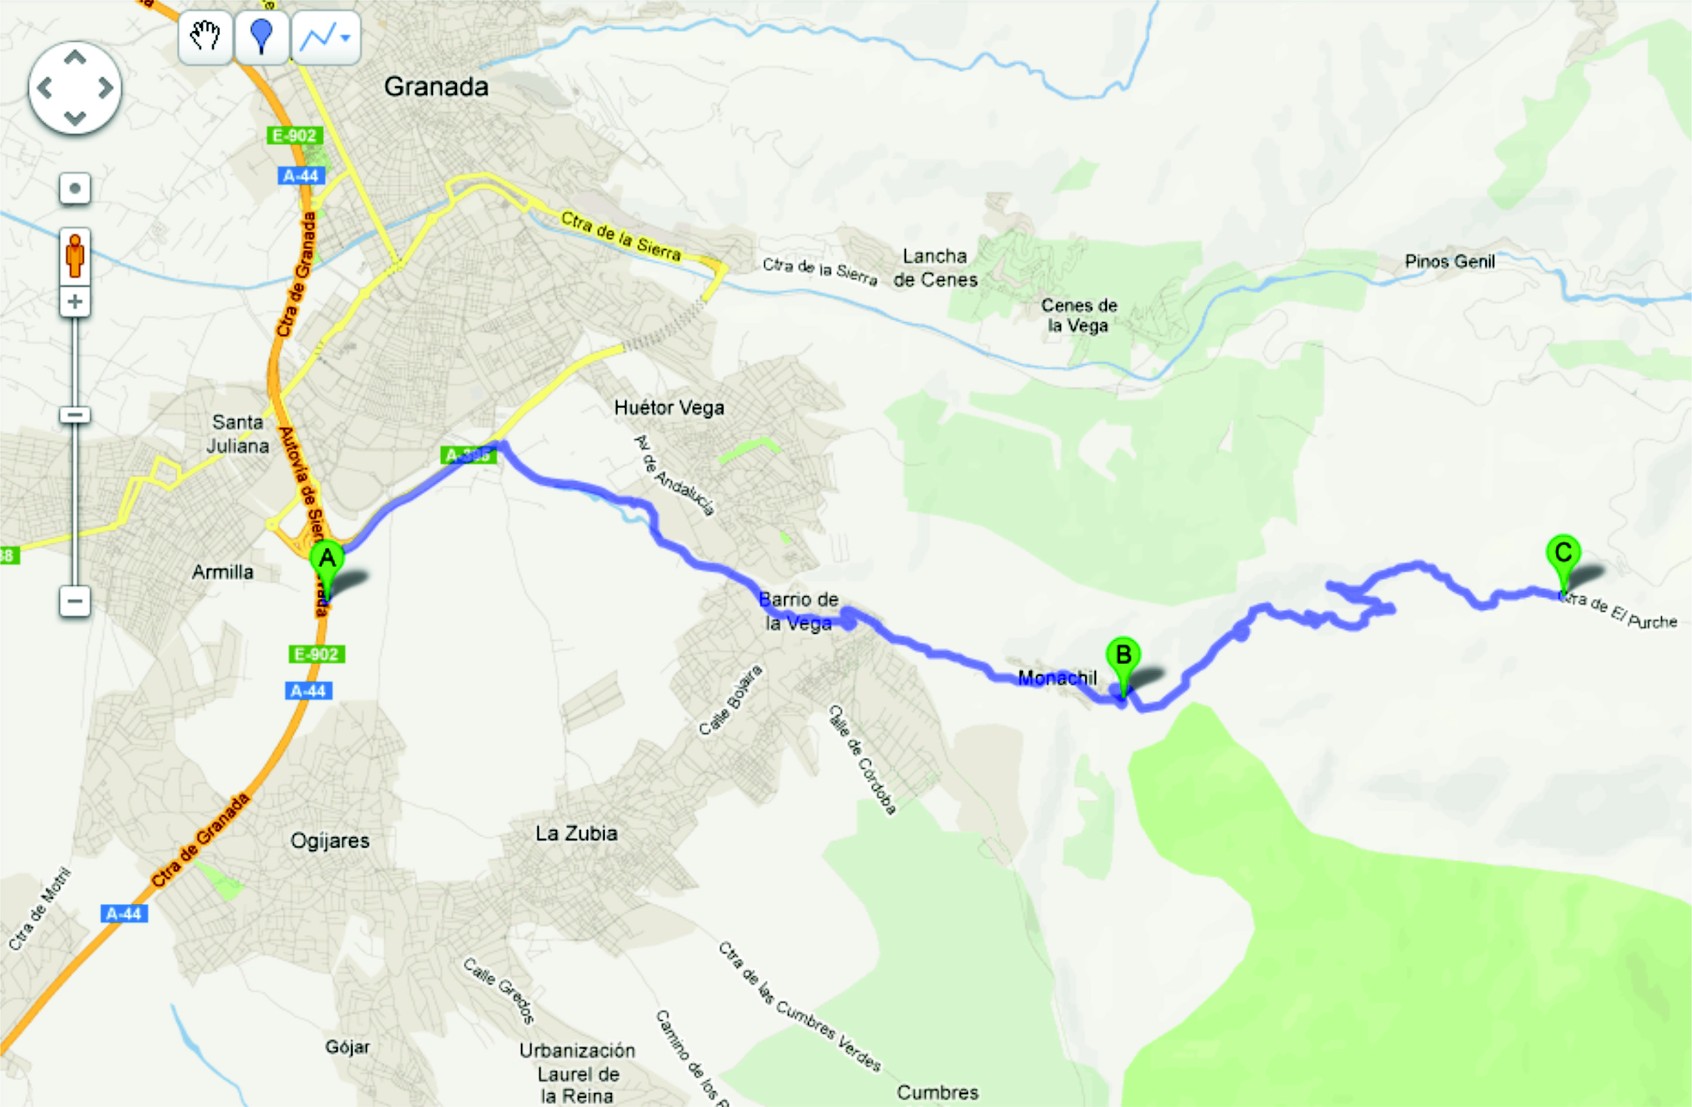 Granada
E-902
A-44
Ctra de Granada
Ctra de la Sierra
Ctra de la Sierra
Lancha
de Cenes
Pinos Genil
Cenes de
la Vega
Santa
Juliana
Huétor Vega
Av de Andalucía
Autovía de Sier
A-395
A
B
C
Armilla
Barrio de
la Vega
Ctra de El Purche
E-902
A-44
Monachil
Calle Bojaira
Calle de Córdoba
Ctra de Granada
Ogíjares
La Zubia
Ctra de Motril
A-44
Calle Gredos
Ctra de las Cumbres Verdes
Camino de los
Gójar
Urbanización
Laurel de
la Reina
Cumbres